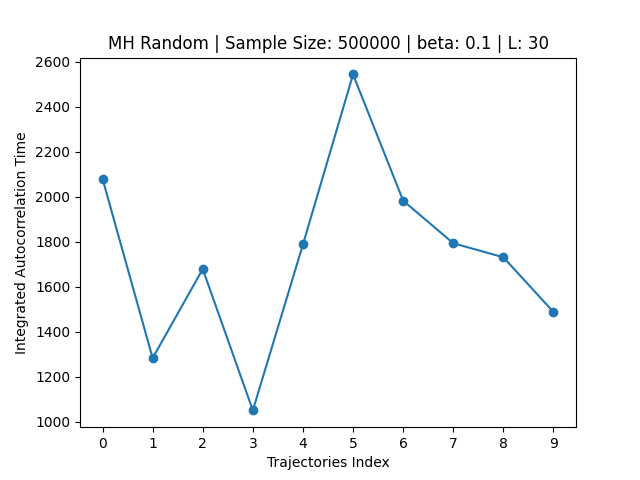 MH Random | Sample Size: 500000 | beta: 0.1 | L: 30
2600
2400
2200
2000
1800
1600
1400
1200
1000
Integrated Autocorrelation Time
0 1 2 3 4 5 6 7 8 9
Trajectories Index